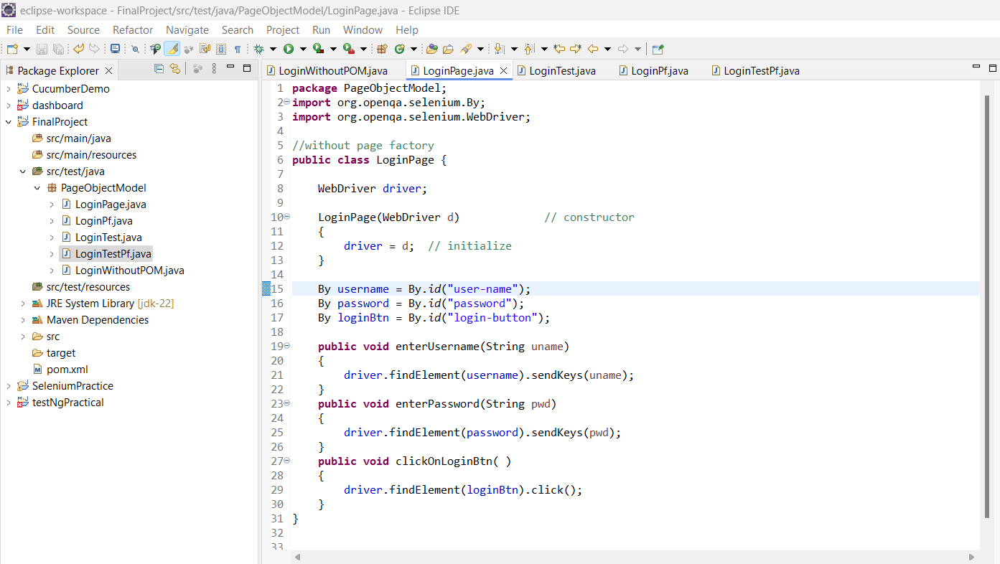 eclipse-workspace - FinalProject/src/test/java/PageObjectModel/LoginPage.java - Eclipse IDE
File Edit Source Refactor Navigate Search Project Run Window Help
Package Explorer
CucumberDemo
dashboard
FinalProject
src/main/java
src/main/resources
src/test/java
PageObjectModel
LoginPage.java
LoginPf.java
LoginTest.java
LoginTestPf.java
LoginWithoutPOM.java
src/test/resources
JRE System Library [jdk-22]
Maven Dependencies
src
target
pom.xml
SeleniumPractice
testNgPractical
LoginWithoutPOM.java LoginPage.java LoginTest.java LoginPf.java LoginTestPf.java
1 package PageObjectModel;
2 import org.openqa.selenium.By;
3 import org.openqa.selenium.WebDriver;
4
5 //without page factory
6 public class LoginPage {
7
8 WebDriver driver;
9
10 LoginPage(WebDriver d) // constructor
11 {
12 driver = d; // initialize
13 }
14
15 By username = By.id("user-name");
16 By password = By.id("password");
17 By loginBtn = By.id("login-button");
18
19 public void enterUsername(String uname)
20 {
21 driver.findElement(username).sendKeys(uname);
22 }
23 public void enterPassword(String pwd)
24 {
25 driver.findElement(password).sendKeys(pwd);
26 }
27 public void clickOnLoginBtn( )
28 {
29 driver.findElement(loginBtn).click();
30 }
31 }
32
33